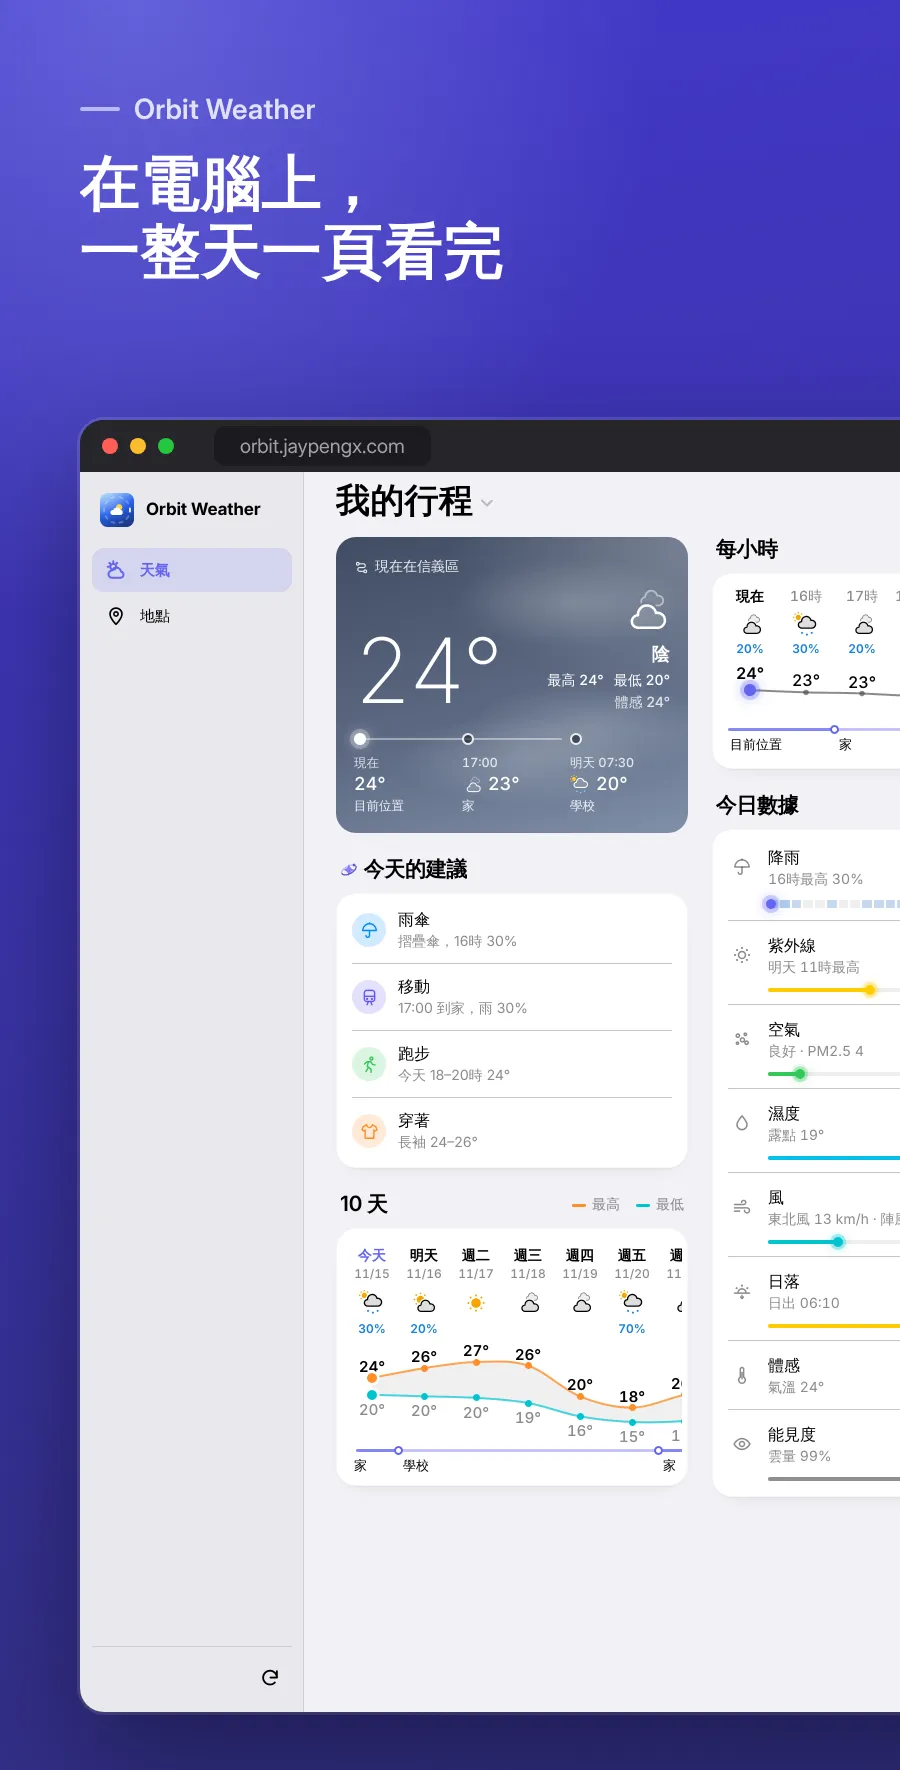 Orbit Weather
在電腦上，
一整天一頁看完
orbit.jaypengx.com
Orbit Weather
天氣
地點
我的行程
現在在信義區
24°
陰
最高 24° 最低 20°
體感 24°
現在 17:00 明天 07:30
24° 23° 20°
目前位置 家 學校
今天的建議
雨傘
摺疊傘，16時 30%
移動
17:00 到家，雨 30%
跑步
今天 18–20時 24°
穿著
長袖 24–26°
10 天
最高 最低
今天 明天 週二 週三 週四 週五 週
11/15 11/16 11/17 11/18 11/19 11/20 11
30% 20% 70%
24° 26° 27° 26° 20° 18° 2
20° 20° 20° 19° 16° 15° 1
家 學校 家
每小時
現在 16時 17時 1
20% 30% 20%
24° 23° 23°
目前位置 家
今日數據
降雨
16時最高 30%
紫外線
明天 11時最高
空氣
良好 · PM2.5 4
濕度
露點 19°
風
東北風 13 km/h · 陣
日落
日出 06:10
體感
氣溫 24°
能見度
雲量 99%